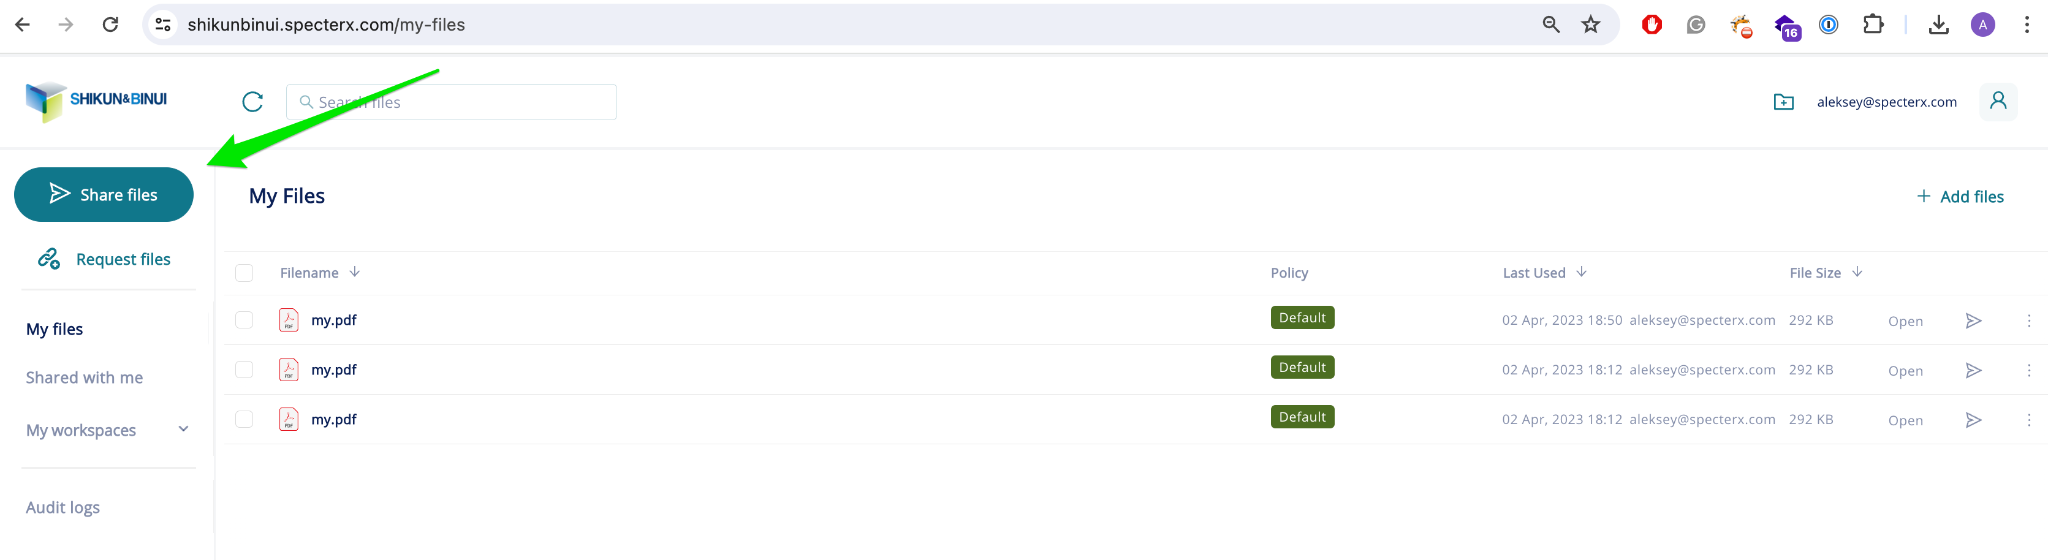 shikunbinui.specterx.com/my-files
16
A
SHIKUN&BINUI
Search files
aleksey@specterx.com
Share files
My Files
+ Add files
Request files
Filename Policy Last Used File Size
My files
PDF my.pdf Default 02 Apr, 2023 18:50 aleksey@specterx.com 292 KB Open
Shared with me
PDF my.pdf Default 02 Apr, 2023 18:12 aleksey@specterx.com 292 KB Open
My workspaces
PDF my.pdf Default 02 Apr, 2023 18:12 aleksey@specterx.com 292 KB Open
Audit logs